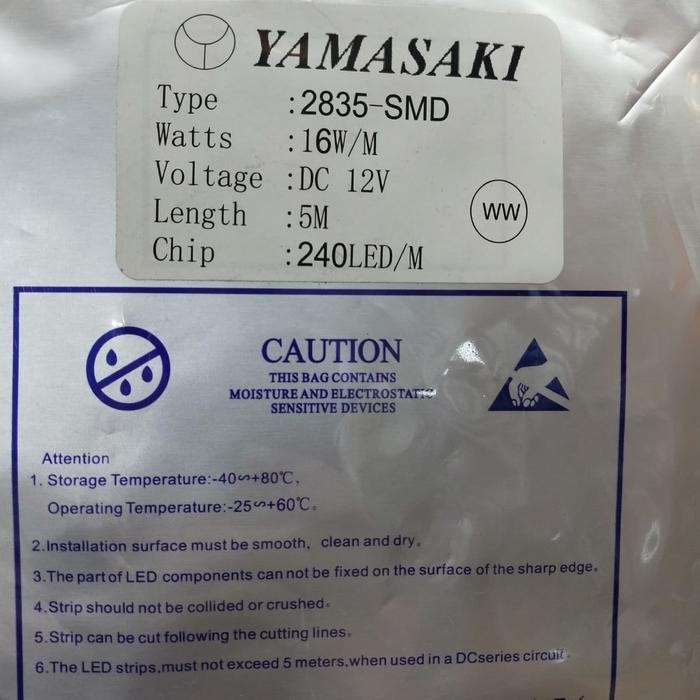 YAMASAKI
Type :2835-SMD
Watts :16W/M
Voltage :DC 12V
Length :5M
WW
Chip :240LED/M
CAUTION
THIS BAG CONTAINS
MOISTURE AND ELECTROSTATIC
SENSITIVE DEVICES
Attention
1. Storage Temperature:-40∽+80℃,
Operating Temperature:-25∽+60℃。
2.Installation surface must be smooth, clean and dry。
3.The part of LED components can not be fixed on the surface of the sharp edge。
4.Strip should not be collided or crushed。
5.Strip can be cut following the cutting lines。
6.The LED strips,must not exceed 5 meters,when used in a DCseries circuit.